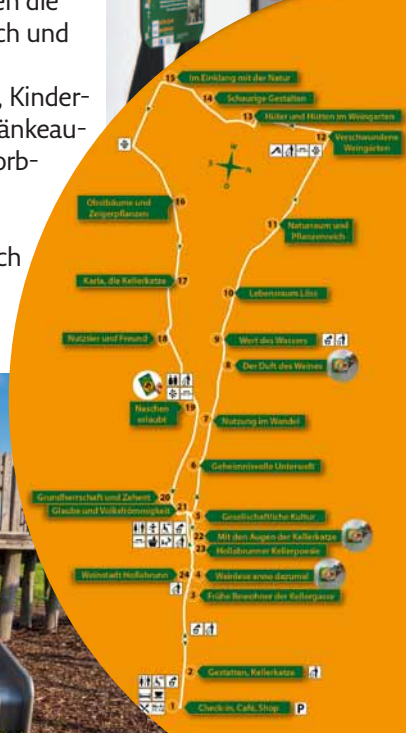 en die
ch und
, Kinder-
änkeau-
orb-
ch
15 Im Einklang mit der Natur
14 Schaurige Gestalten
13 Hüter und Hütten im Weingarten
12 Verschwundene
Weingärten
W
S N
O
16 Obstbäume und
Zeigerpflanzen
11 Naturraum und
Pflanzenreich
Karla, die Kellerkatze 17
10 Lebensraum Löss
Nützlier und Freund 18
9 Wert des Wassers
8 Der Duft des Weines
Naschen
erlaubt 19
7 Nutzung im Wandel
6 Geheimnisvolle Unterwelt
Grundherrschaft und Zehent 20
Glaube und Volksfrömmigkeit 21
5 Gesellschaftliche Kultur
22 Mit den Augen der Kellerkatze
23 Hollabrunner Kellerpoesie
Weinstadt Hollabrunn 24
4 Weinlese anno dazumal
3 Frühe Bewohner der Kellergasse
2 Gestatten, Kellerkatze
1 Check in, Café, Shop P